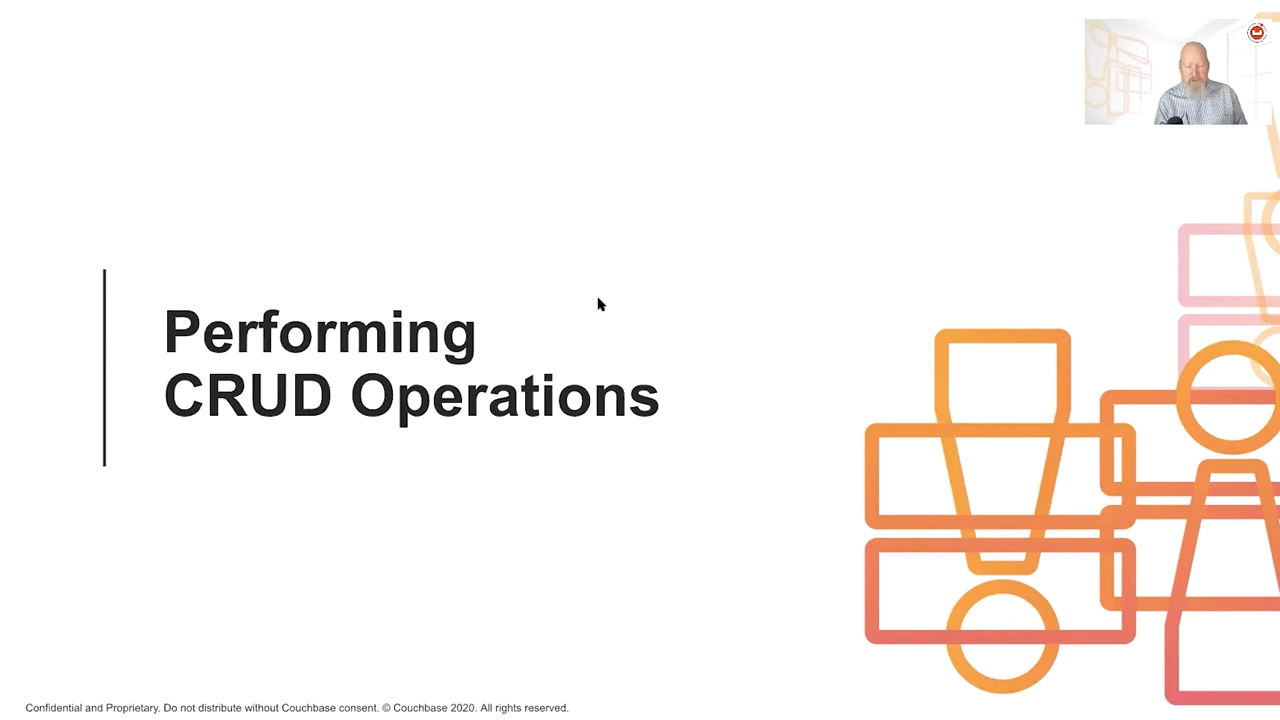 Performing
CRUD Operations
Confidential and Proprietary. Do not distribute without Couchbase consent. © Couchbase 2020. All rights reserved.